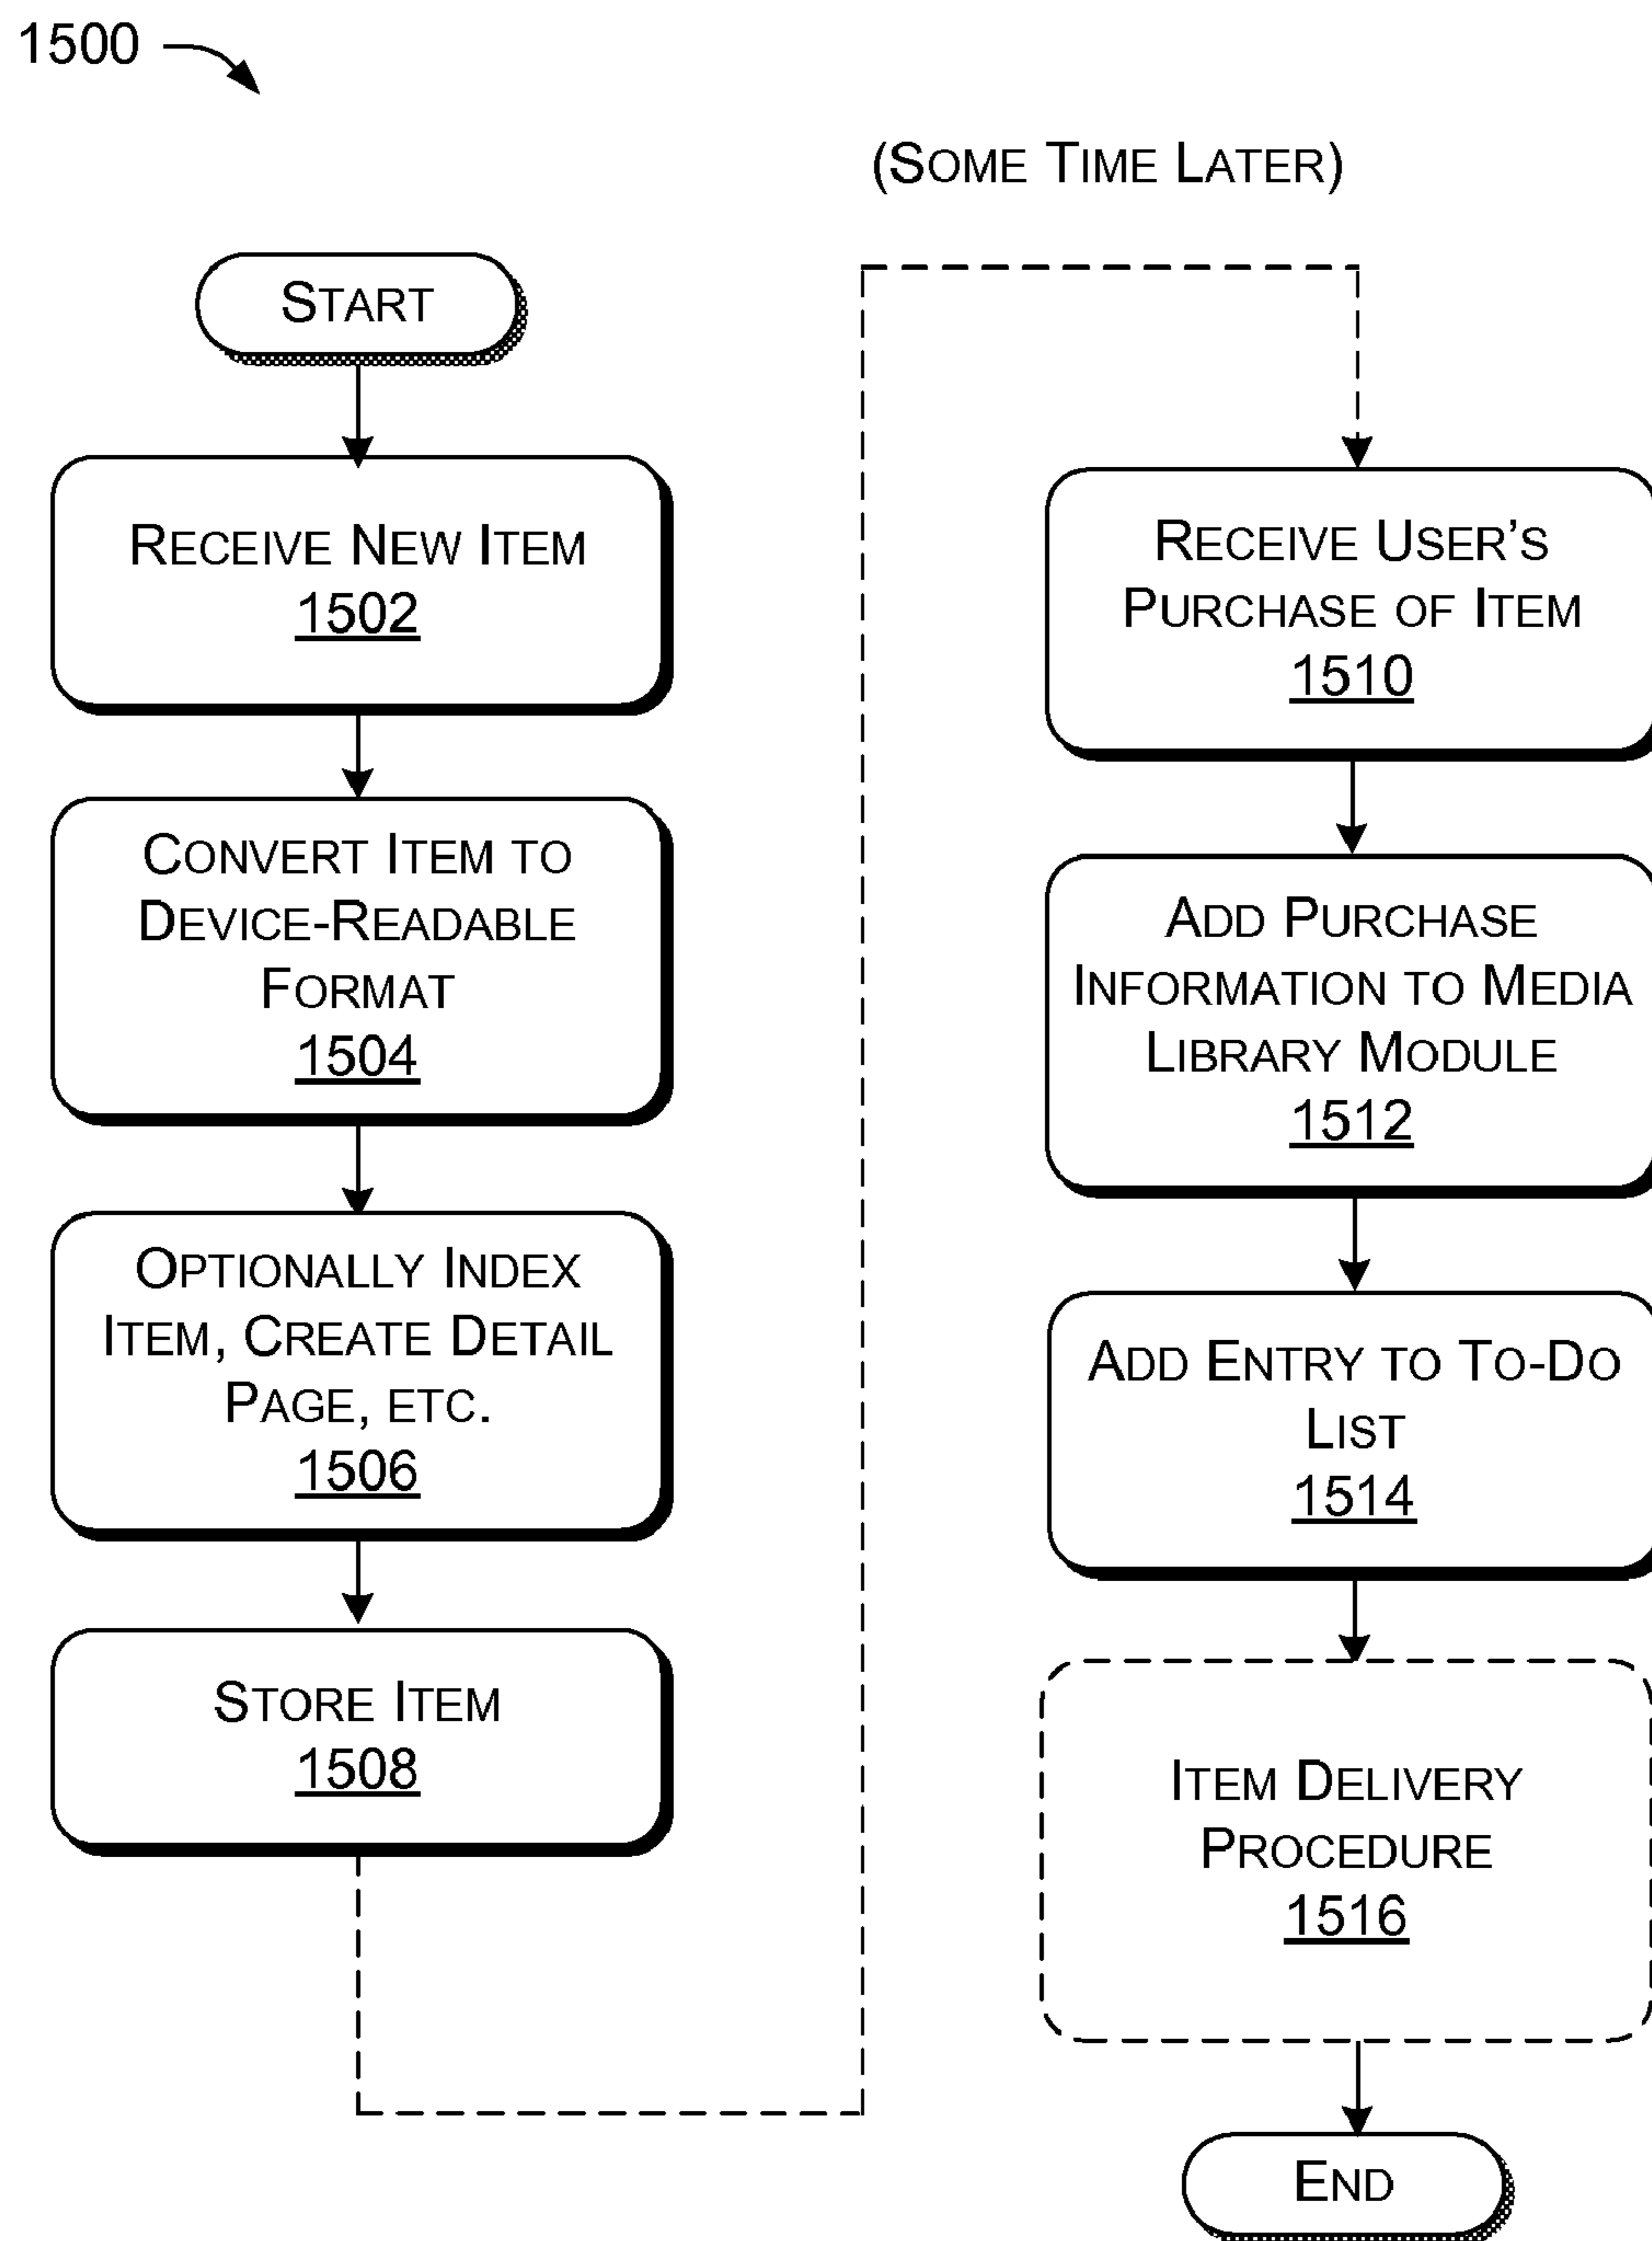 1500
(SOME TIME LATER)
START
RECEIVE NEW ITEM
1502
CONVERT ITEM TO
DEVICE-READABLE
FORMAT
1504
OPTIONALLY INDEX
ITEM, CREATE DETAIL
PAGE, ETC.
1506
STORE ITEM
1508
RECEIVE USER’S
PURCHASE OF ITEM
1510
ADD PURCHASE
INFORMATION TO MEDIA
LIBRARY MODULE
1512
ADD ENTRY TO TO-DO
LIST
1514
ITEM DELIVERY
PROCEDURE
1516
END